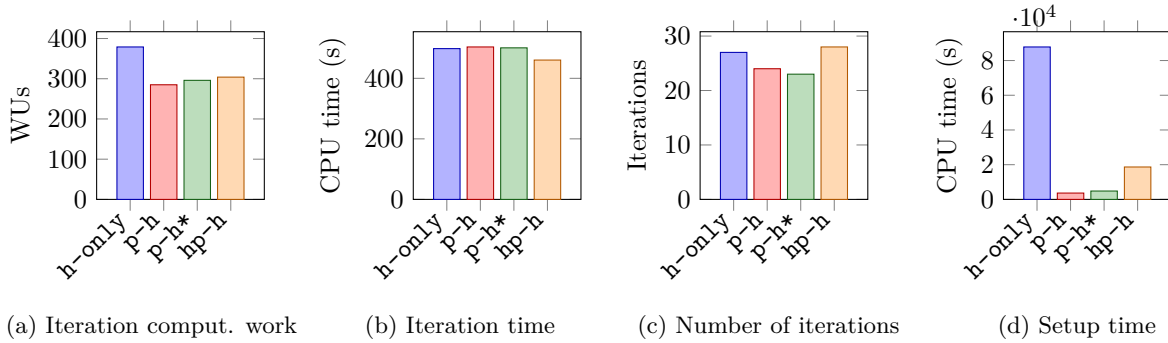 400
300
200
100
0
WUs
h-only
p-h
p-h*
hp-h
(a) Iteration comput. work
400
200
0
CPU time (s)
h-only
p-h
p-h*
hp-h
(b) Iteration time
30
20
10
0
Iterations
h-only
p-h
p-h*
hp-h
(c) Number of iterations
·10⁴
8
6
4
2
0
CPU time (s)
h-only
p-h
p-h*
hp-h
(d) Setup time